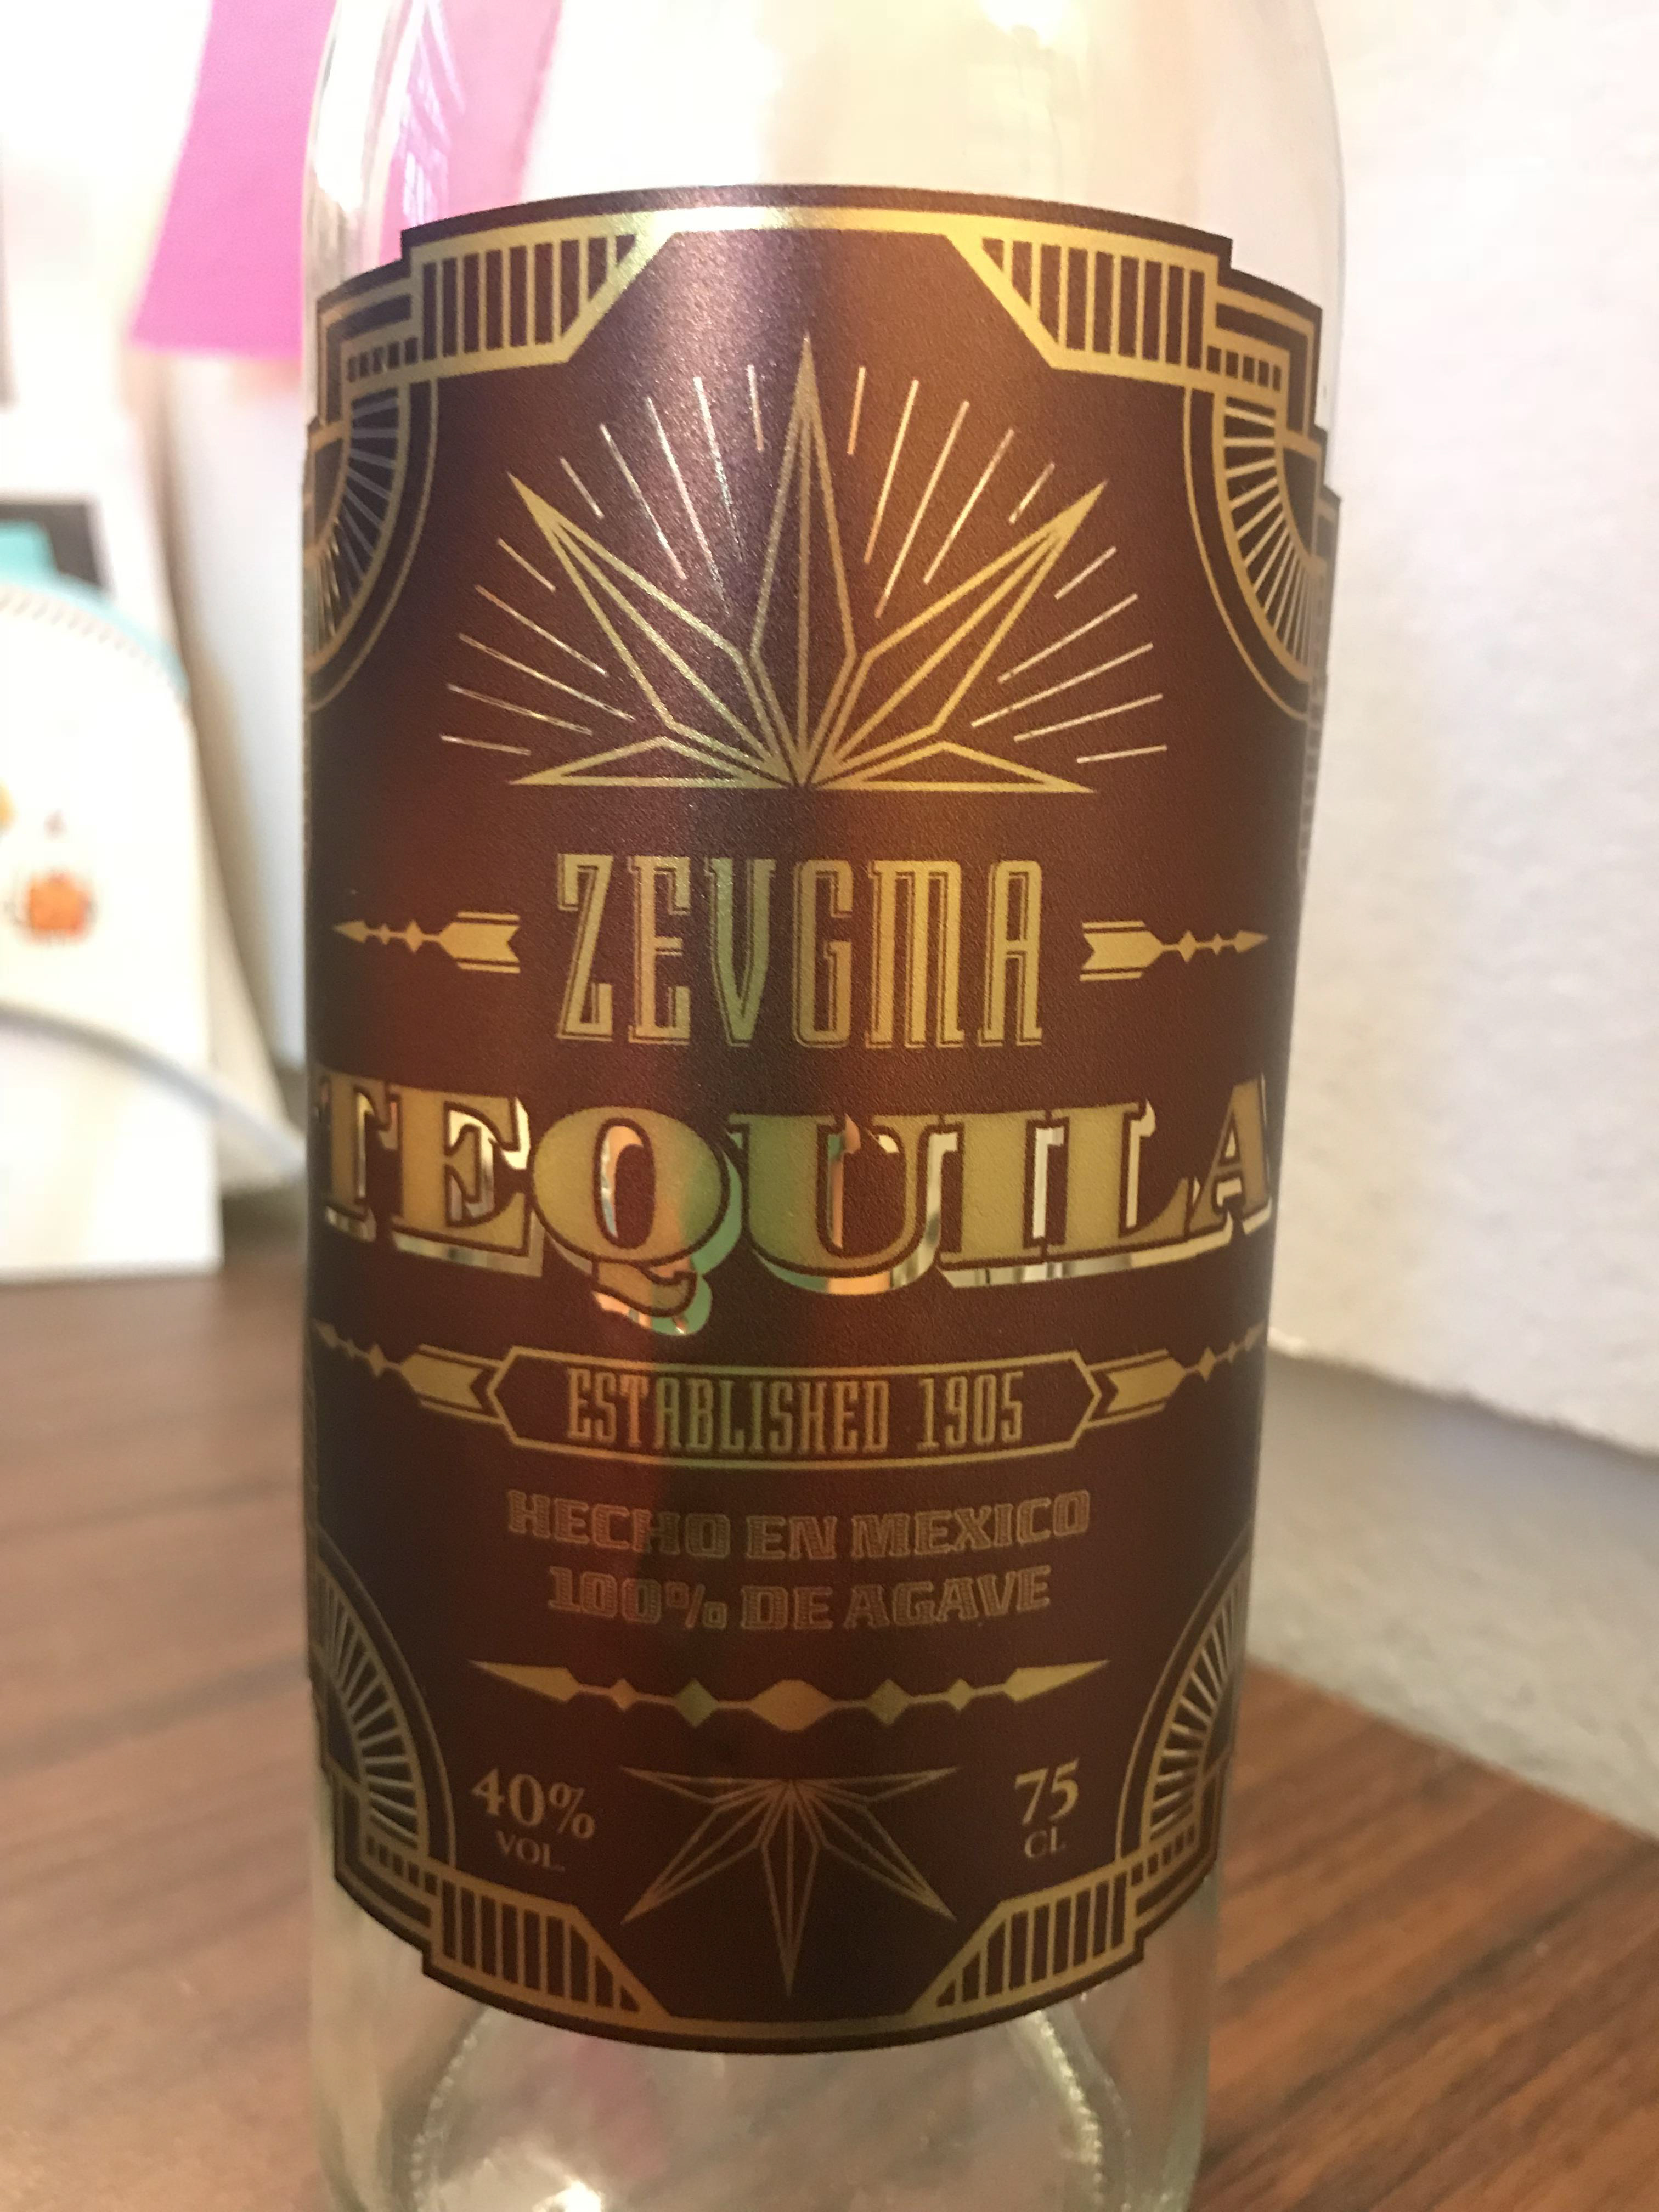 ZEVGMA
TEQUILA
ESTABLISHED 1905
HECHO EN MEXICO
100% DE AGAVE
40%
VOL.
75
CL